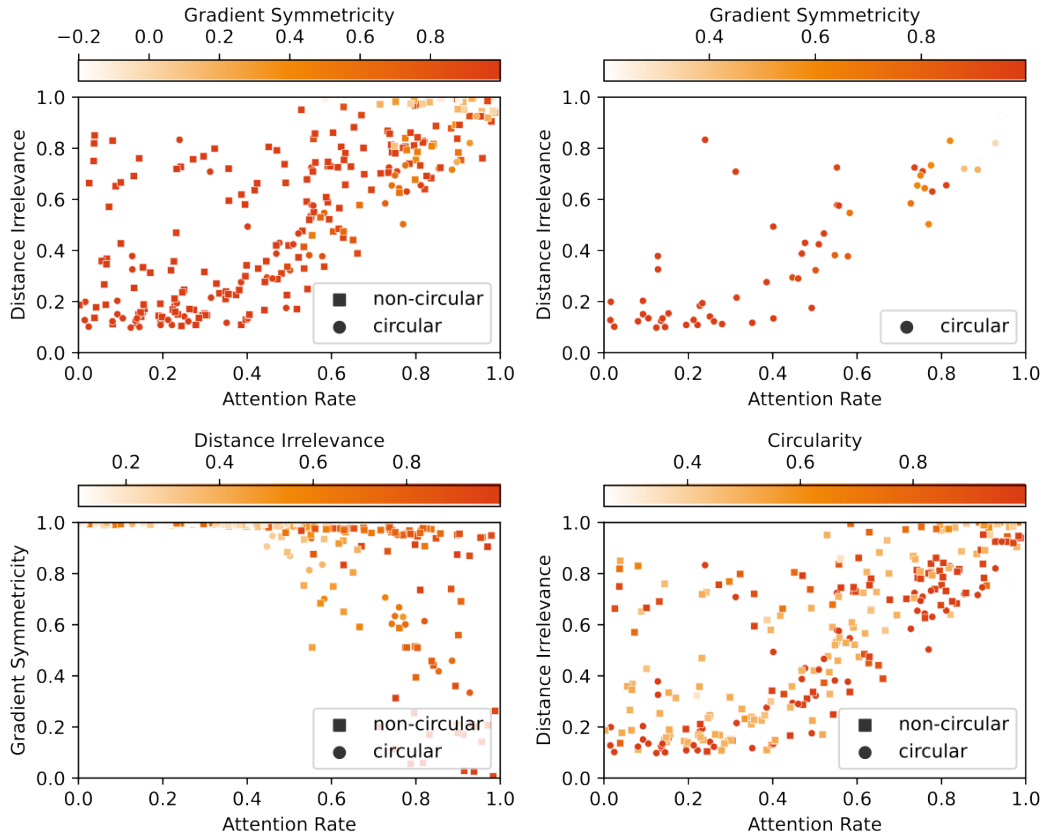 Gradient Symmetricity
−0.2 0.0 0.2 0.4 0.6 0.8
Distance Irrelevance
1.0
0.8
0.6
0.4
0.2
0.0
non-circular
circular
0.0 0.2 0.4 0.6 0.8 1.0
Attention Rate
Gradient Symmetricity
0.4 0.6 0.8
Distance Irrelevance
1.0
0.8
0.6
0.4
0.2
0.0
circular
0.0 0.2 0.4 0.6 0.8 1.0
Attention Rate
Distance Irrelevance
0.2 0.4 0.6 0.8
Gradient Symmetricity
1.0
0.8
0.6
0.4
0.2
0.0
non-circular
circular
0.0 0.2 0.4 0.6 0.8 1.0
Attention Rate
Circularity
0.4 0.6 0.8
Distance Irrelevance
1.0
0.8
0.6
0.4
0.2
0.0
non-circular
circular
0.0 0.2 0.4 0.6 0.8 1.0
Attention Rate